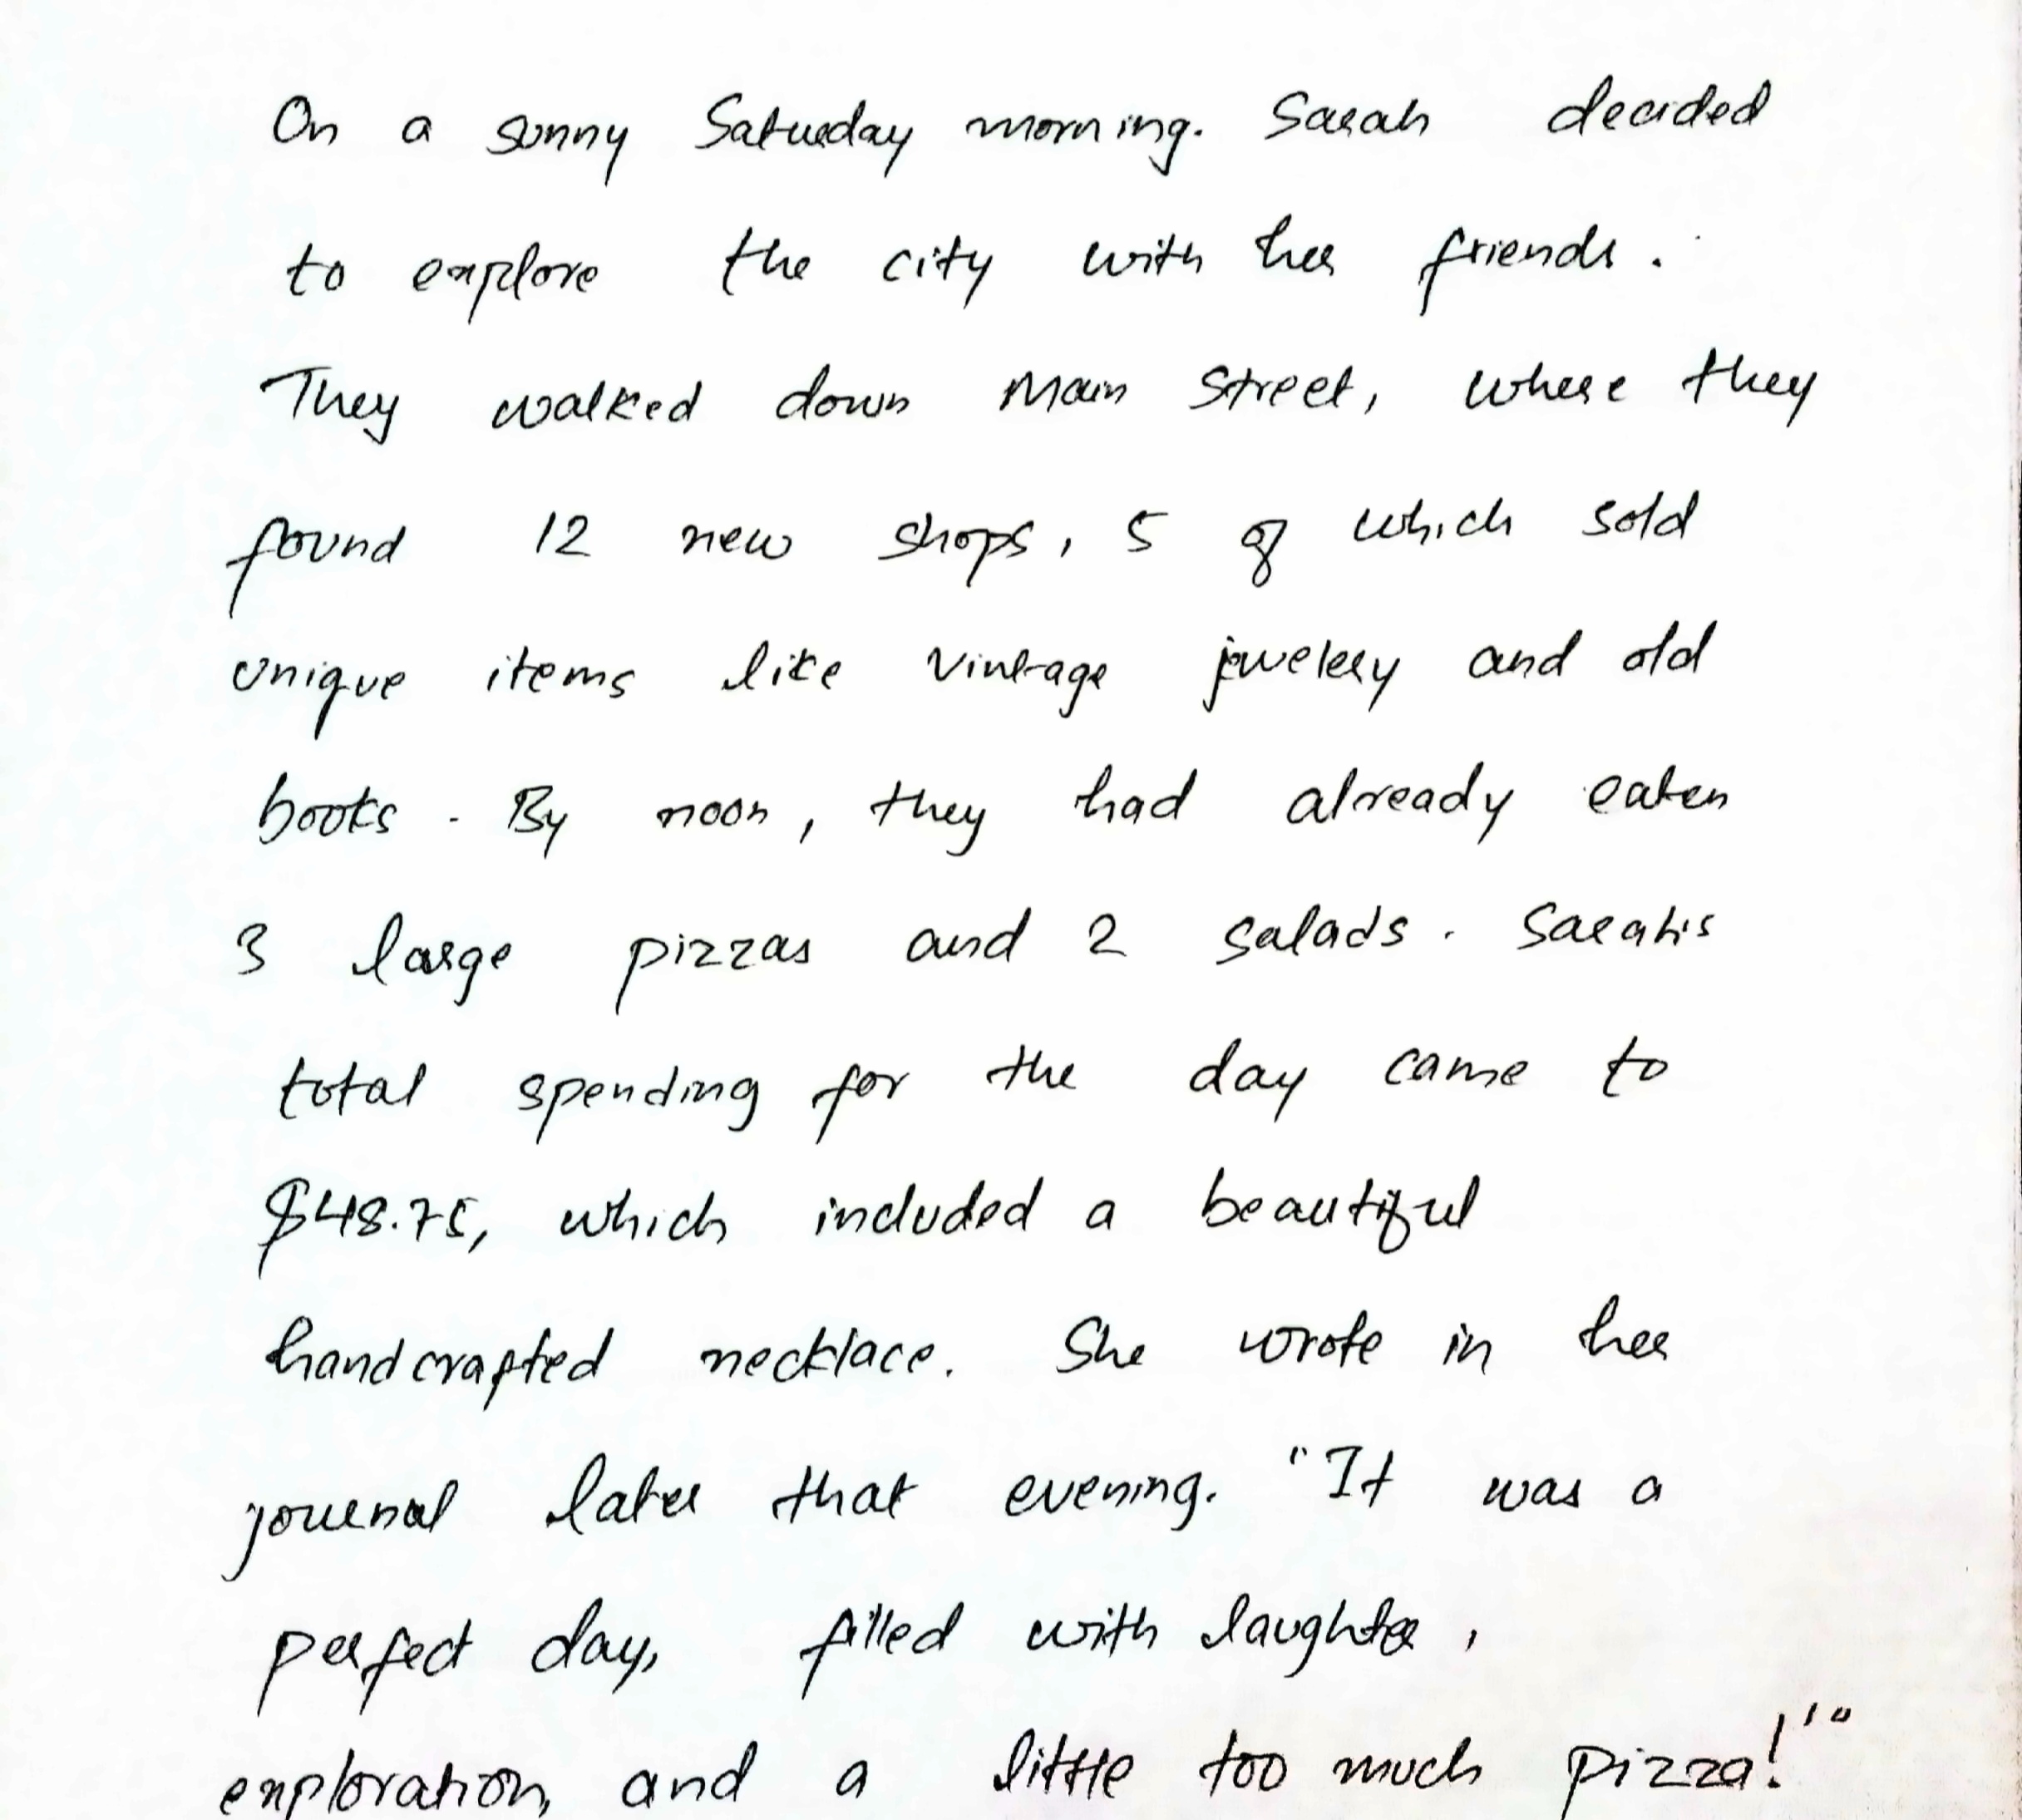 On a sunny Saturday morning. Sarah decided
to explore the city with her friends.
They walked down Main Street, where they
found 12 new shops, 5 of which sold
unique items like vintage jewelry and old
books. By noon, they had already eaten
3 large pizzas and 2 salads. Sarah's
total spending for the day came to
$48.75, which included a beautiful
handcrafted necklace. She wrote in her
journal later that evening. "It was a
perfect day, filled with laughter,
exploration, and a little too much pizza!'"